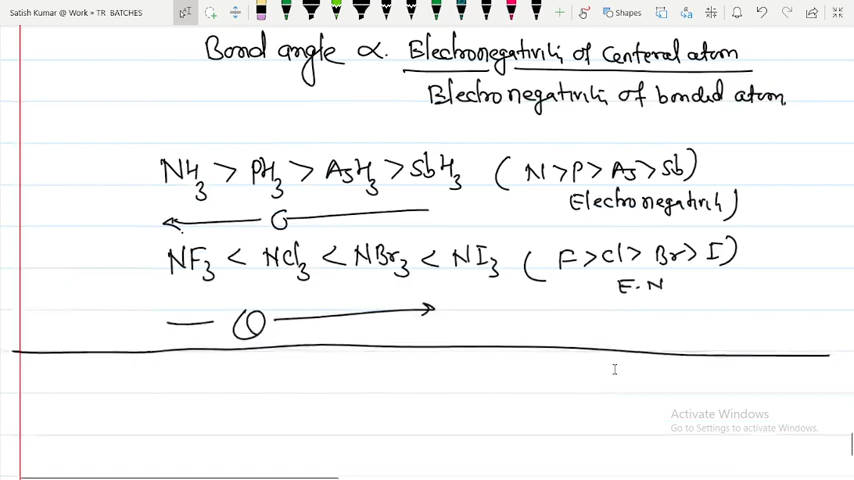 Satish Kumar @ Work » TR BATCHES
Shapes
Bond angle ∝. Electronegativity of Centeral atom
Electronegativity of bonded atom
NH3 > PH3 > AsH3 > SbH3 ( N > P > As > Sb)
Electronegativity)
NF3 < NCl3 < NBr3 < NI3 ( F > Cl > Br > I)
E.N
Activate Windows
Go to Settings to activate Windows.